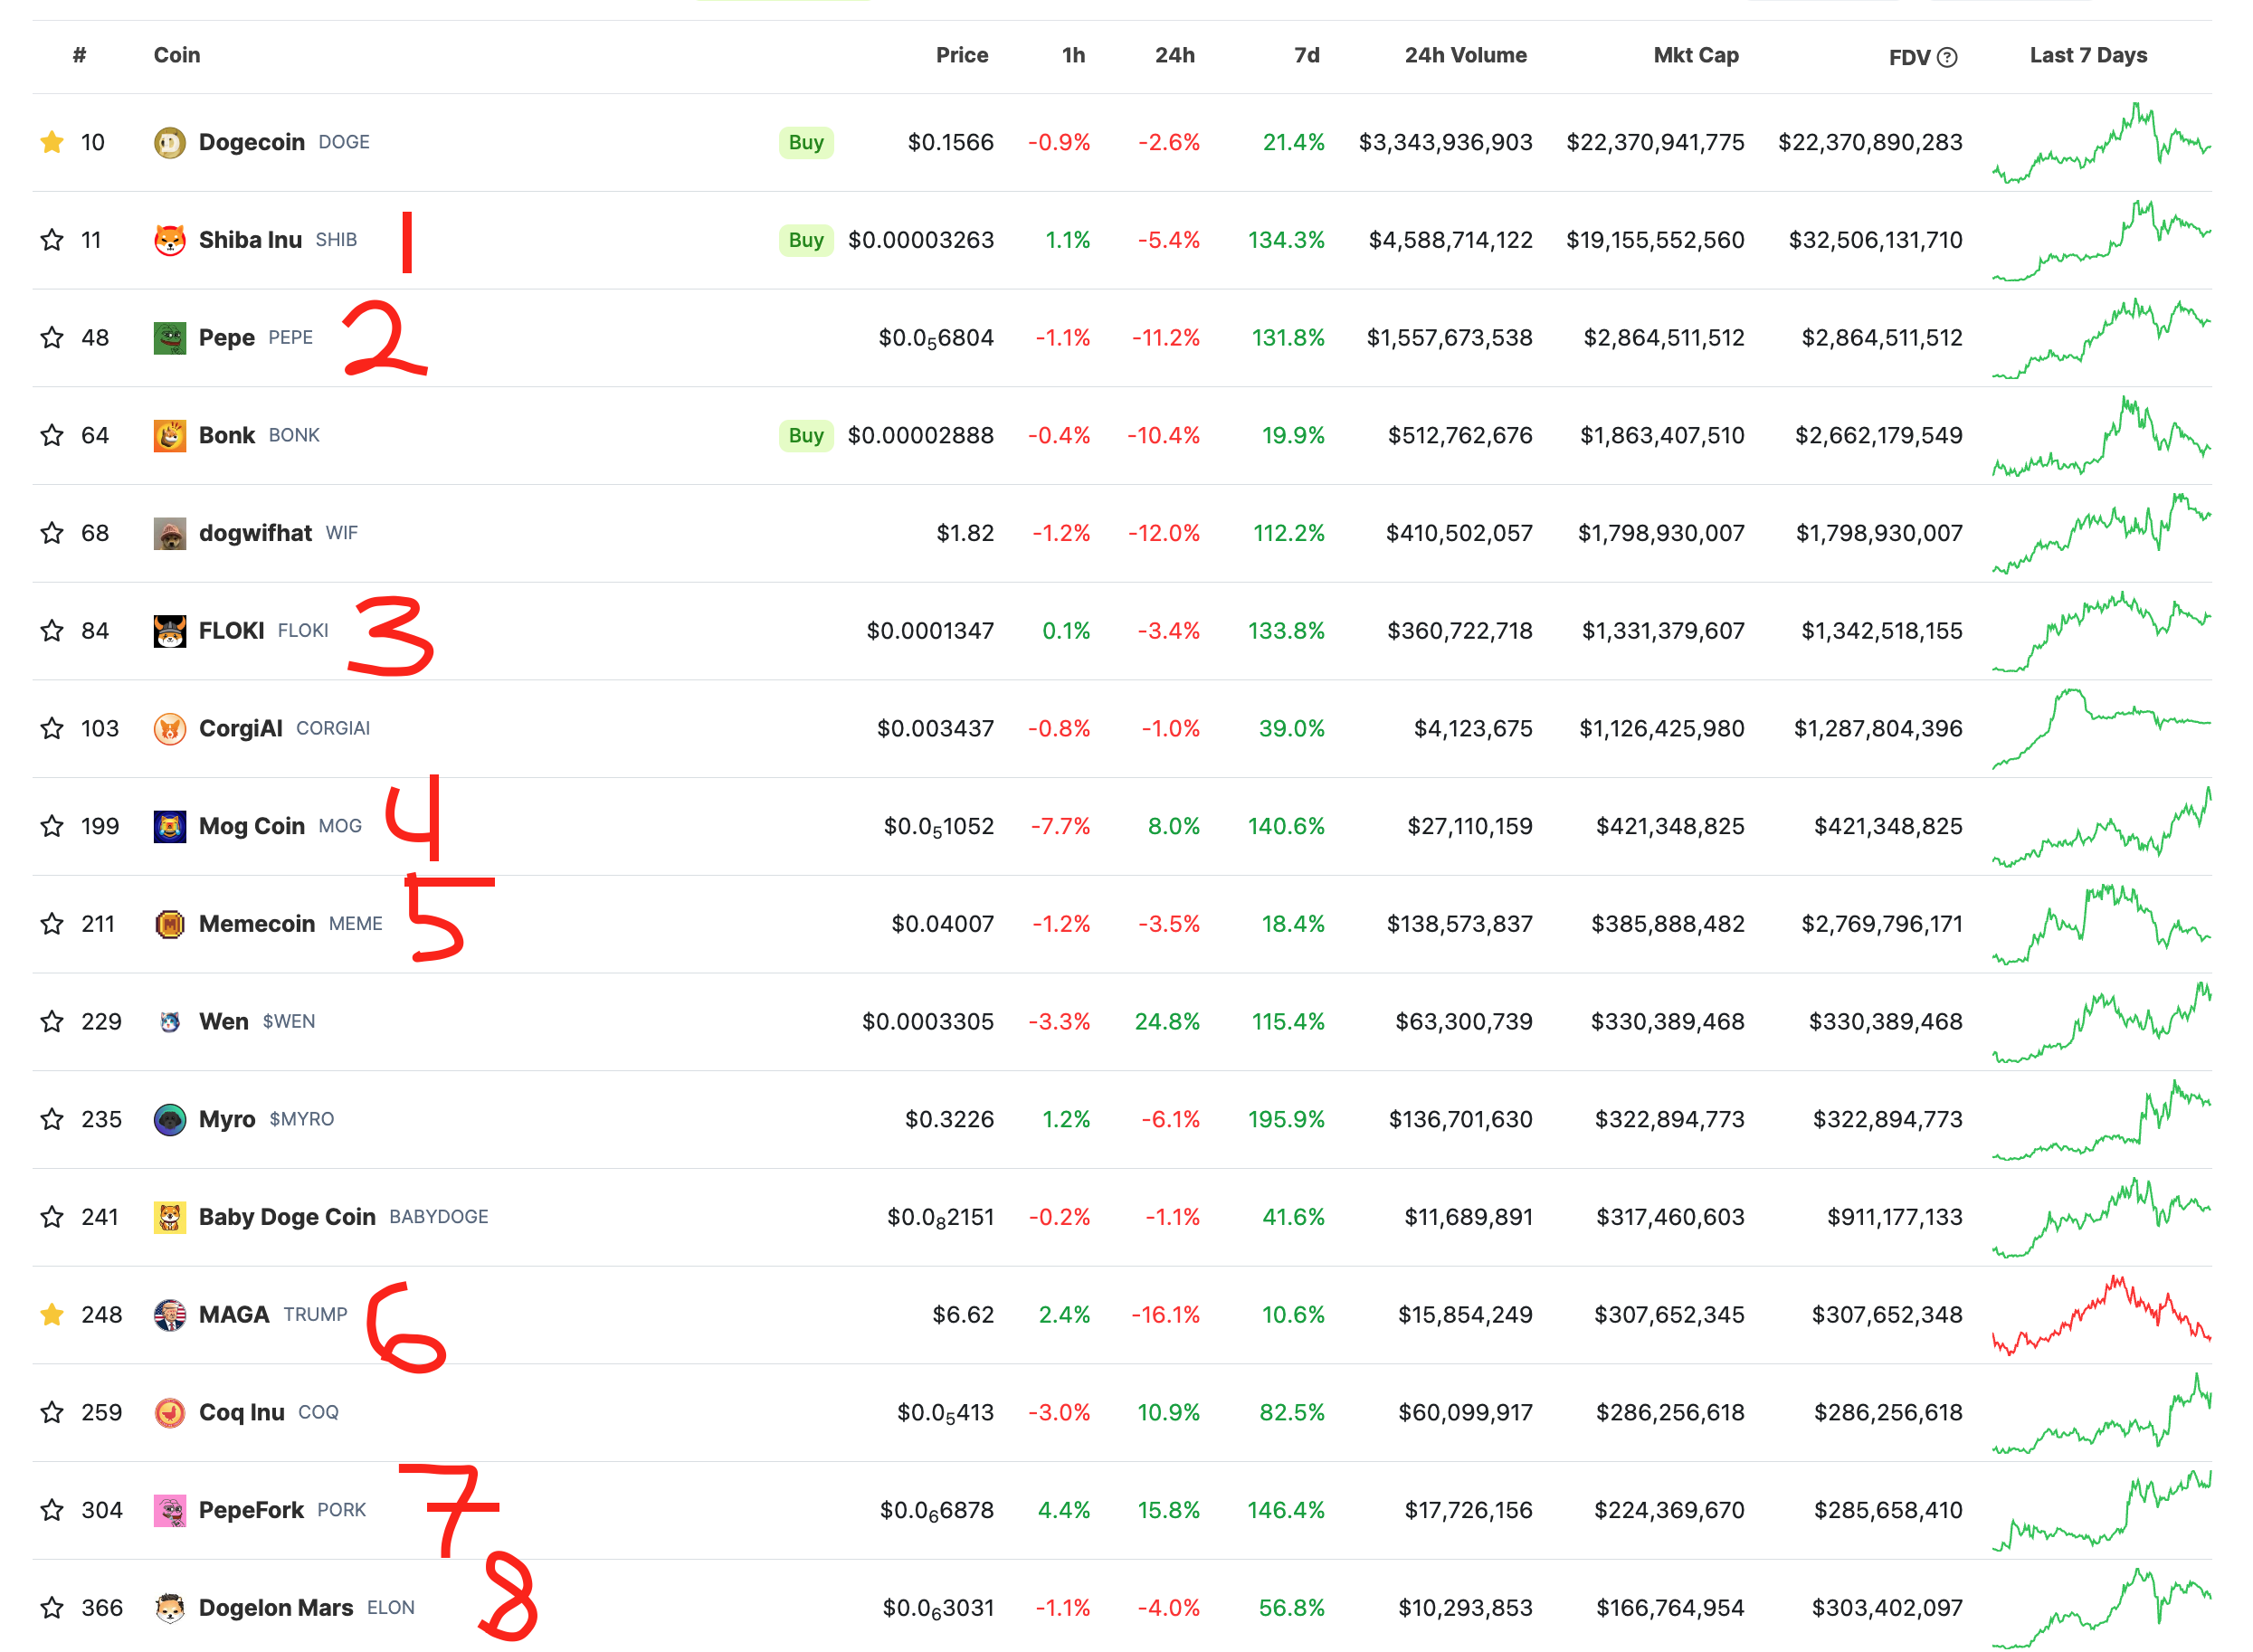 # Coin Price 1h 24h 7d 24h Volume Mkt Cap FDV ? Last 7 Days
10 Dogecoin DOGE Buy $0.1566 -0.9% -2.6% 21.4% $3,343,936,903 $22,370,941,775 $22,370,890,283
11 Shiba Inu SHIB 1 Buy $0.00003263 1.1% -5.4% 134.3% $4,588,714,122 $19,155,552,560 $32,506,131,710
48 Pepe PEPE 2 $0.0₅6804 -1.1% -11.2% 131.8% $1,557,673,538 $2,864,511,512 $2,864,511,512
64 Bonk BONK Buy $0.00002888 -0.4% -10.4% 19.9% $512,762,676 $1,863,407,510 $2,662,179,549
68 dogwifhat WIF $1.82 -1.2% -12.0% 112.2% $410,502,057 $1,798,930,007 $1,798,930,007
84 FLOKI FLOKI 3 $0.0001347 0.1% -3.4% 133.8% $360,722,718 $1,331,379,607 $1,342,518,155
103 CorgiAI CORGIAI $0.003437 -0.8% -1.0% 39.0% $4,123,675 $1,126,425,980 $1,287,804,396
199 Mog Coin MOG 4 $0.0₅1052 -7.7% 8.0% 140.6% $27,110,159 $421,348,825 $421,348,825
211 Memecoin MEME 5 $0.04007 -1.2% -3.5% 18.4% $138,573,837 $385,888,482 $2,769,796,171
229 Wen $WEN $0.0003305 -3.3% 24.8% 115.4% $63,300,739 $330,389,468 $330,389,468
235 Myro $MYRO $0.3226 1.2% -6.1% 195.9% $136,701,630 $322,894,773 $322,894,773
241 Baby Doge Coin BABYDOGE $0.0₈2151 -0.2% -1.1% 41.6% $11,689,891 $317,460,603 $911,177,133
248 MAGA TRUMP 6 $6.62 2.4% -16.1% 10.6% $15,854,249 $307,652,345 $307,652,348
259 Coq Inu COQ $0.0₅413 -3.0% 10.9% 82.5% $60,099,917 $286,256,618 $286,256,618
304 PepeFork PORK 7 $0.0₆6878 4.4% 15.8% 146.4% $17,726,156 $224,369,670 $285,658,410
366 Dogelon Mars ELON 8 $0.0₆3031 -1.1% -4.0% 56.8% $10,293,853 $166,764,954 $303,402,097